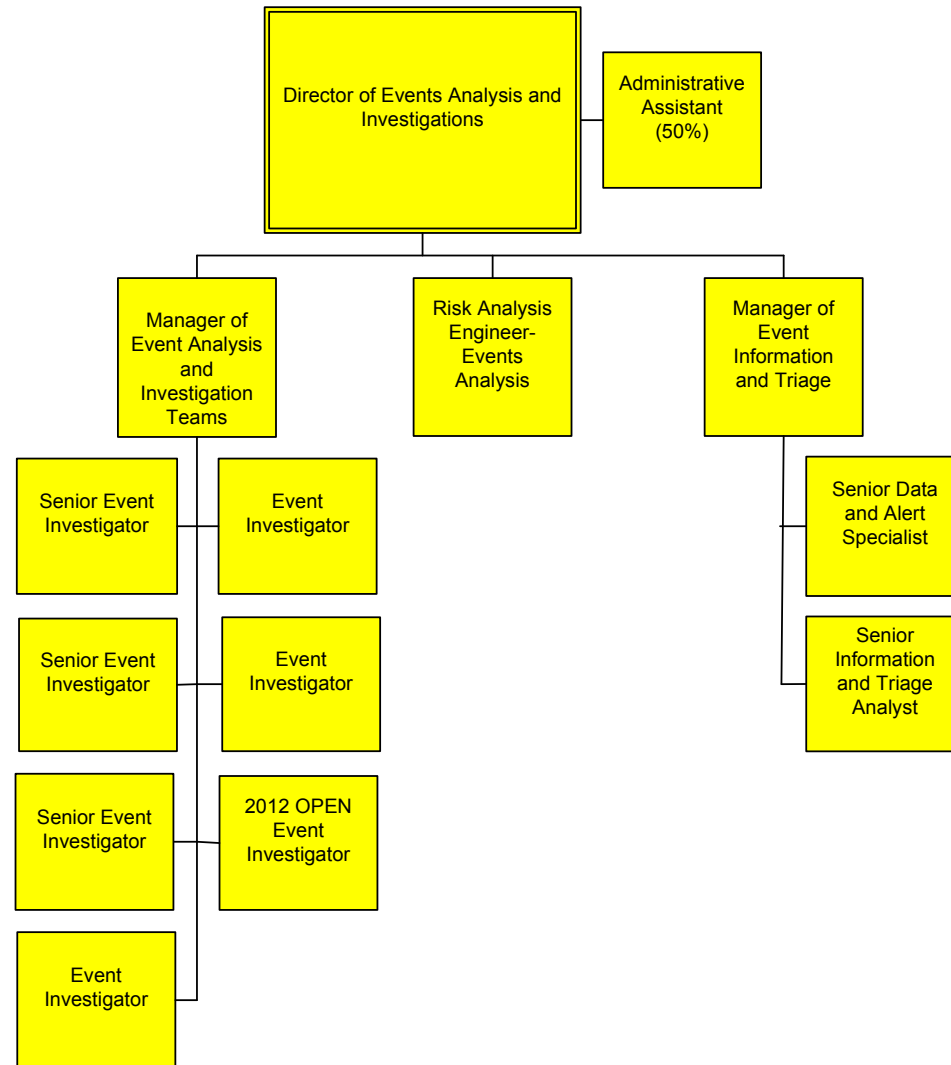 Director of Events Analysis and
Investigations
Administrative
Assistant
(50%)
Manager of
Event Analysis
and
Investigation
Teams
Risk Analysis
Engineer-
Events
Analysis
Manager of
Event
Information
and Triage
Senior Event
Investigator
Event
Investigator
Senior Data
and Alert
Specialist
Senior Event
Investigator
Event
Investigator
Senior
Information
and Triage
Analyst
Senior Event
Investigator
2012 OPEN
Event
Investigator
Event
Investigator